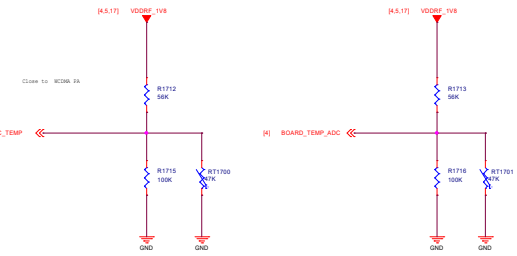 [4,5,17] VDDRF_1V8
[4,5,17] VDDRF_1V8
Close to WCDMA PA
R1712
56K
R1713
56K
C_TEMP
[4] BOARD_TEMP_ADC
R1715
100K
RT1700
47K
R1716
100K
RT1701
47K
GND
GND
GND
GND